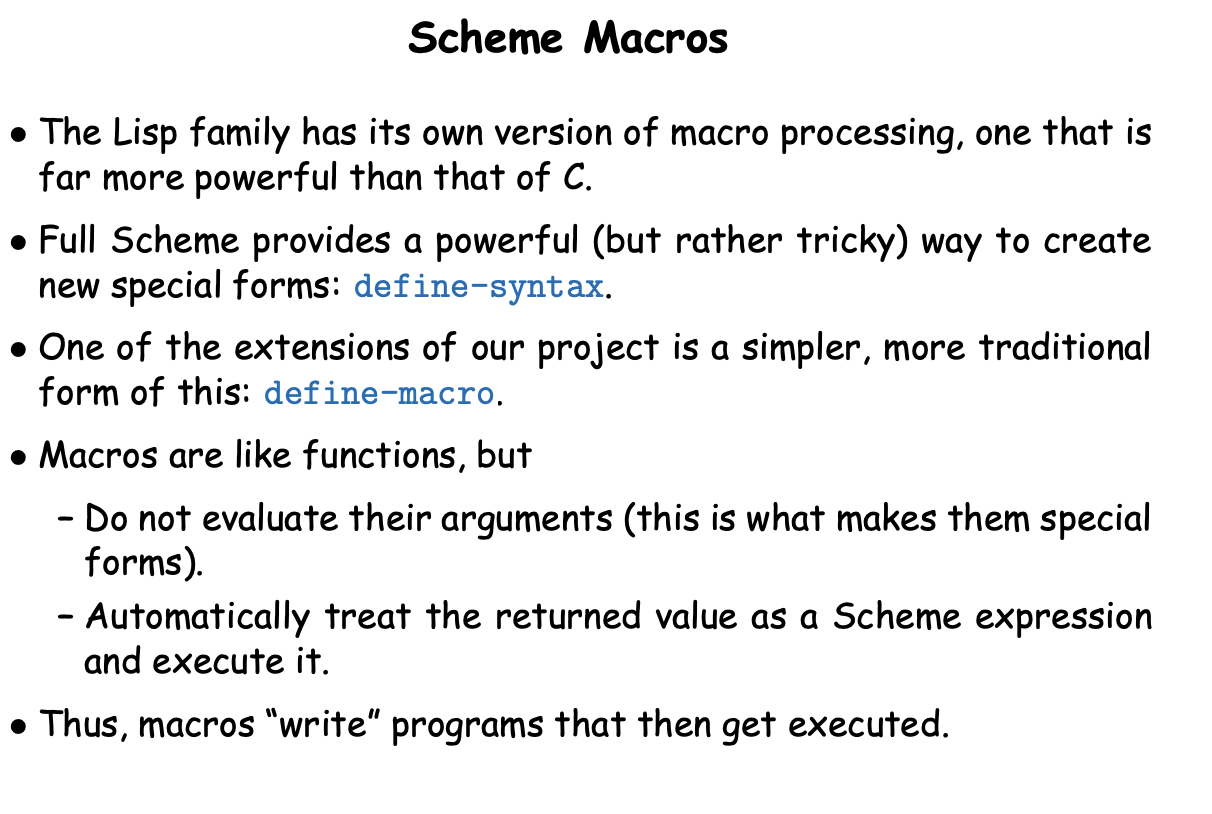 Scheme Macros
• The Lisp family has its own version of macro processing, one that is
far more powerful than that of C.
• Full Scheme provides a powerful (but rather tricky) way to create
new special forms: define-syntax.
• One of the extensions of our project is a simpler, more traditional
form of this: define-macro.
• Macros are like functions, but
– Do not evaluate their arguments (this is what makes them special
forms).
– Automatically treat the returned value as a Scheme expression
and execute it.
• Thus, macros “write” programs that then get executed.